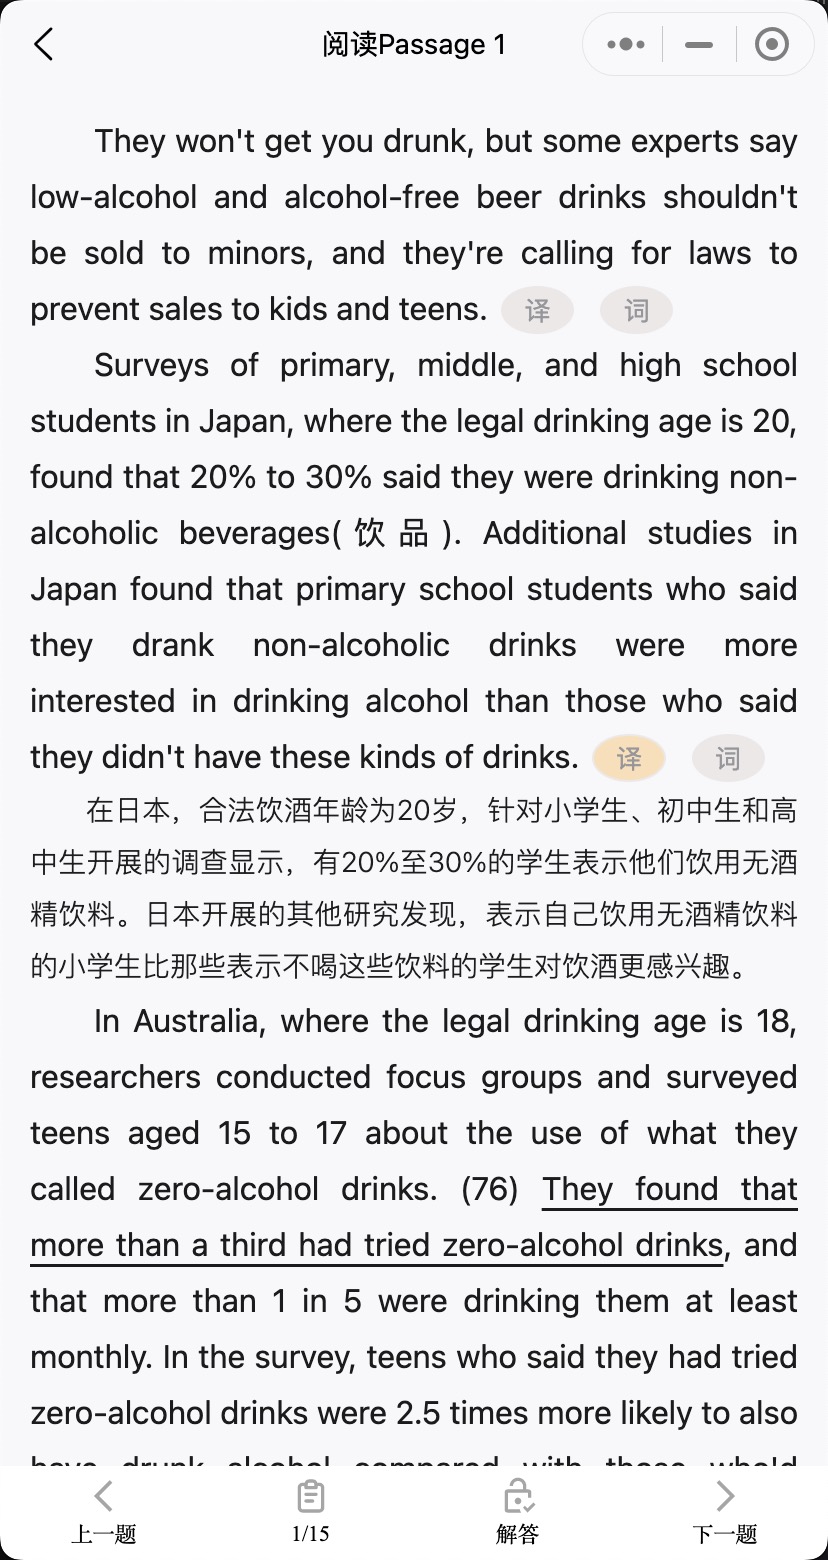 阅读Passage 1
They won't get you drunk, but some experts say
low-alcohol and alcohol-free beer drinks shouldn't
be sold to minors, and they're calling for laws to
prevent sales to kids and teens. 译 词
Surveys of primary, middle, and high school
students in Japan, where the legal drinking age is 20,
found that 20% to 30% said they were drinking non-
alcoholic beverages(饮品). Additional studies in
Japan found that primary school students who said
they drank non-alcoholic drinks were more
interested in drinking alcohol than those who said
they didn't have these kinds of drinks. 译 词
在日本，合法饮酒年龄为20岁，针对小学生、初中生和高
中生开展的调查显示，有20%至30%的学生表示他们饮用无酒
精饮料。日本开展的其他研究发现，表示自己饮用无酒精饮料
的小学生比那些表示不喝这些饮料的学生对饮酒更感兴趣。
In Australia, where the legal drinking age is 18,
researchers conducted focus groups and surveyed
teens aged 15 to 17 about the use of what they
called zero-alcohol drinks. (76) They found that
more than a third had tried zero-alcohol drinks, and
that more than 1 in 5 were drinking them at least
monthly. In the survey, teens who said they had tried
zero-alcohol drinks were 2.5 times more likely to also
have drunk alcohol compared with those who'd
上一题 1/15 解答 下一题